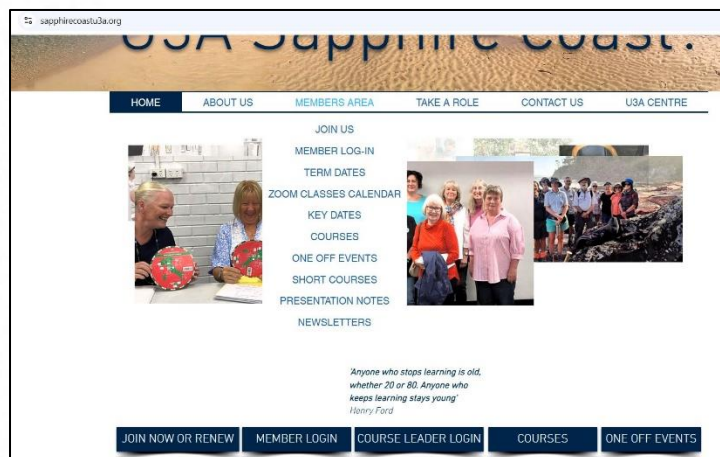 sapphirecoastu3a.org
U3A Sapphire Coast.
HOME ABOUT US MEMBERS AREA TAKE A ROLE CONTACT US U3A CENTRE
JOIN US
MEMBER LOG-IN
TERM DATES
ZOOM CLASSES CALENDAR
KEY DATES
COURSES
ONE OFF EVENTS
SHORT COURSES
PRESENTATION NOTES
NEWSLETTERS
'Anyone who stops learning is old,
whether 20 or 80. Anyone who
keeps learning stays young'
Henry Ford
JOIN NOW OR RENEW MEMBER LOGIN COURSE LEADER LOGIN COURSES ONE OFF EVENTS